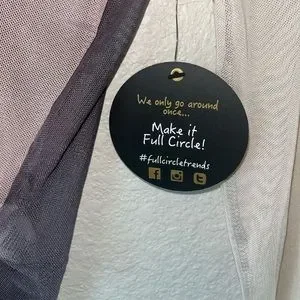 We only go around
once...
Make it
Full Circle!
#fullcircletrends